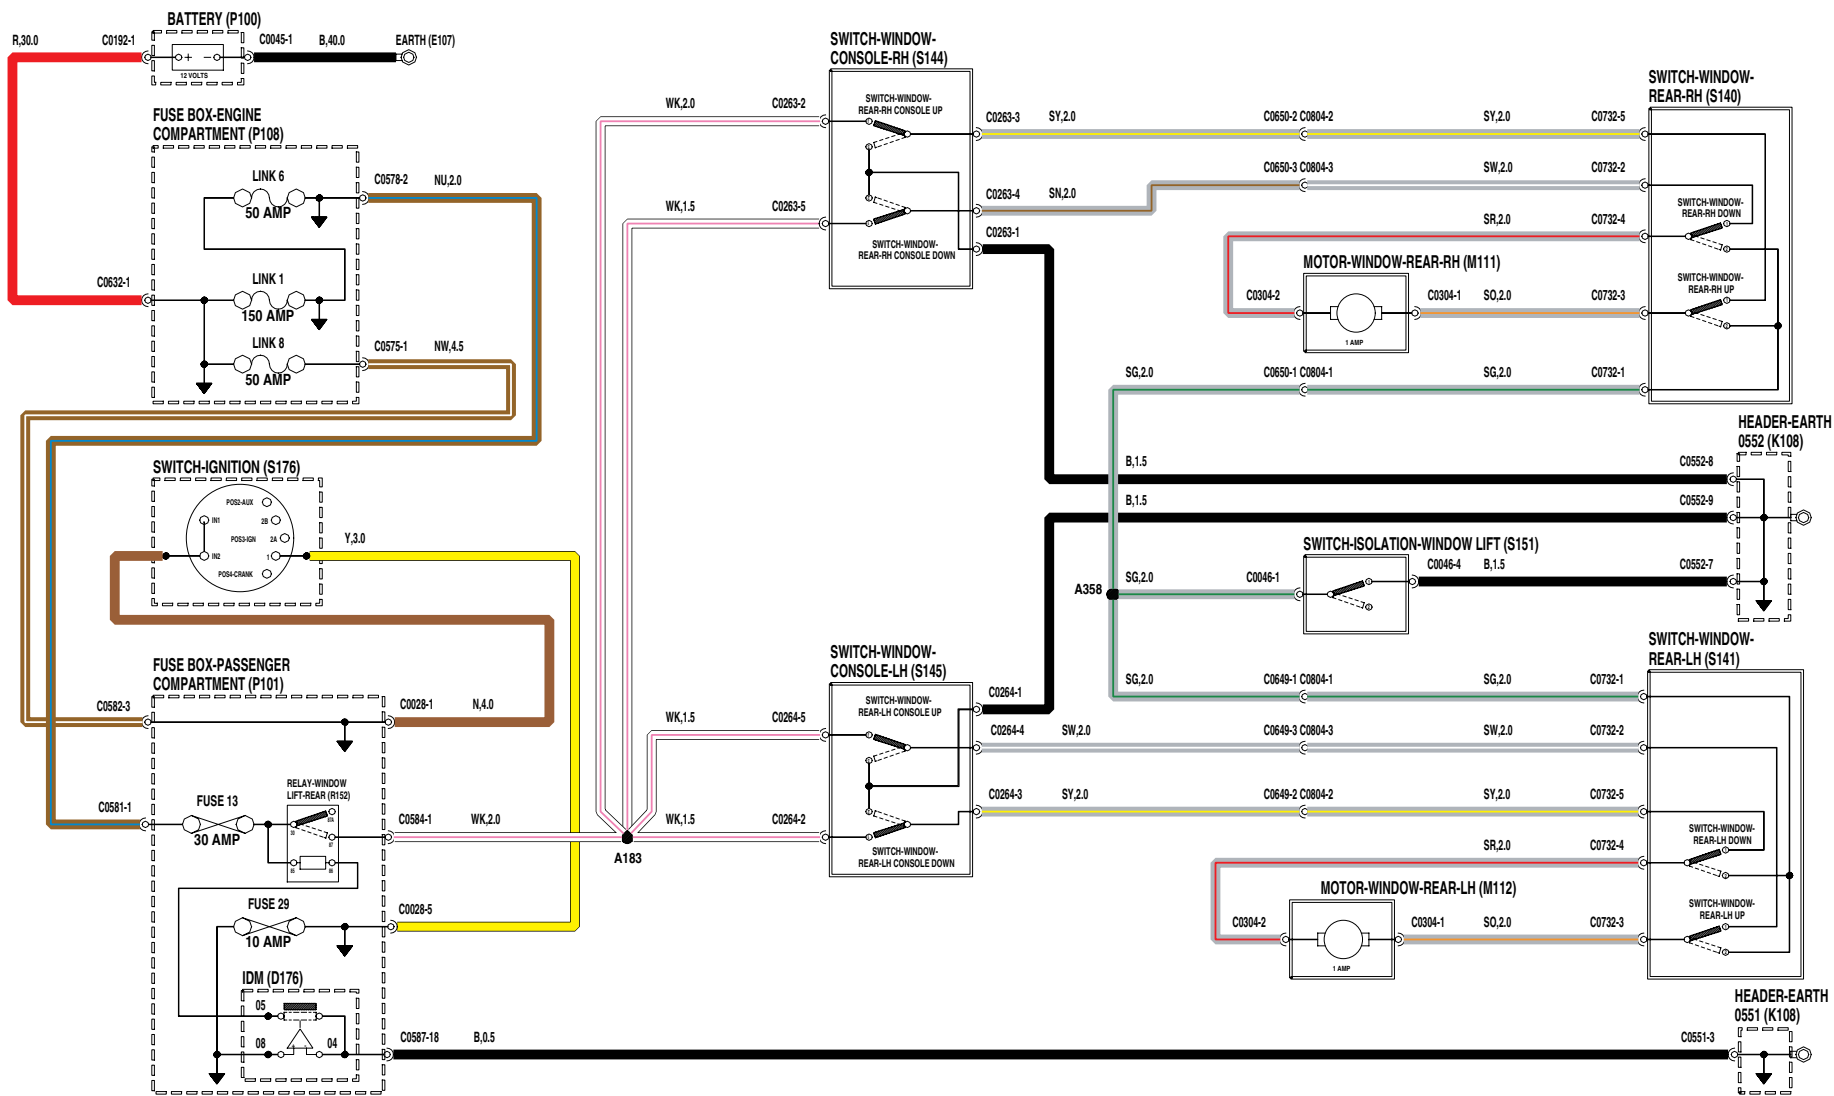 BATTERY (P100)
R,30.0
C0192-1
C0045-1
B,40.0
EARTH (E107)
12 VOLTS
FUSE BOX-ENGINE
COMPARTMENT (P108)
LINK 6
50 AMP
C0578-2
NU,2.0
LINK 1
150 AMP
C0632-1
LINK 8
50 AMP
C0575-1
NW,4.5
SWITCH-IGNITION (S176)
POS2-AUX
IN1
2B
POS3-IGN
2A
IN2
1
POS4-CRANK
Y,3.0
FUSE BOX-PASSENGER
COMPARTMENT (P101)
C0582-3
C0028-1
N,4.0
RELAY-WINDOW
LIFT-REAR (R152)
C0581-1
FUSE 13
30 AMP
30
87A
87
85
86
C0584-1
WK,2.0
A183
FUSE 29
10 AMP
C0028-5
IDM (D176)
05
08
04
C0587-18
B,0.5
SWITCH-WINDOW-
CONSOLE-RH (S144)
WK,2.0
C0263-2
SWITCH-WINDOW-
REAR-RH CONSOLE UP
C0263-3
SY,2.0
C0650-2 C0804-2
SY,2.0
C0732-5
WK,1.5
C0263-5
C0263-4
SN,2.0
C0650-3 C0804-3
SW,2.0
C0732-2
SWITCH-WINDOW-
REAR-RH CONSOLE DOWN
C0263-1
SWITCH-WINDOW-
REAR-RH (S140)
SWITCH-WINDOW-
REAR-RH DOWN
SR,2.0
C0732-4
MOTOR-WINDOW-REAR-RH (M111)
C0304-2
1 AMP
C0304-1
SO,2.0
C0732-3
SWITCH-WINDOW-
REAR-RH UP
SG,2.0
C0650-1 C0804-1
SG,2.0
C0732-1
HEADER-EARTH
0552 (K108)
B,1.5
C0552-8
B,1.5
C0552-9
SWITCH-ISOLATION-WINDOW LIFT (S151)
A358
SG,2.0
C0046-1
1
2
C0046-4
B,1.5
C0552-7
SWITCH-WINDOW-
CONSOLE-LH (S145)
WK,1.5
C0264-5
SWITCH-WINDOW-
REAR-LH CONSOLE UP
C0264-1
C0264-4
SW,2.0
C0649-3 C0804-3
SW,2.0
C0732-2
WK,1.5
C0264-2
C0264-3
SY,2.0
C0649-2 C0804-2
SY,2.0
C0732-5
SWITCH-WINDOW-
REAR-LH CONSOLE DOWN
SWITCH-WINDOW-
REAR-LH (S141)
SG,2.0
C0649-1 C0804-1
SG,2.0
C0732-1
SWITCH-WINDOW-
REAR-LH DOWN
SR,2.0
C0732-4
MOTOR-WINDOW-REAR-LH (M112)
C0304-2
1 AMP
C0304-1
SO,2.0
C0732-3
SWITCH-WINDOW-
REAR-LH UP
HEADER-EARTH
0551 (K108)
C0551-3